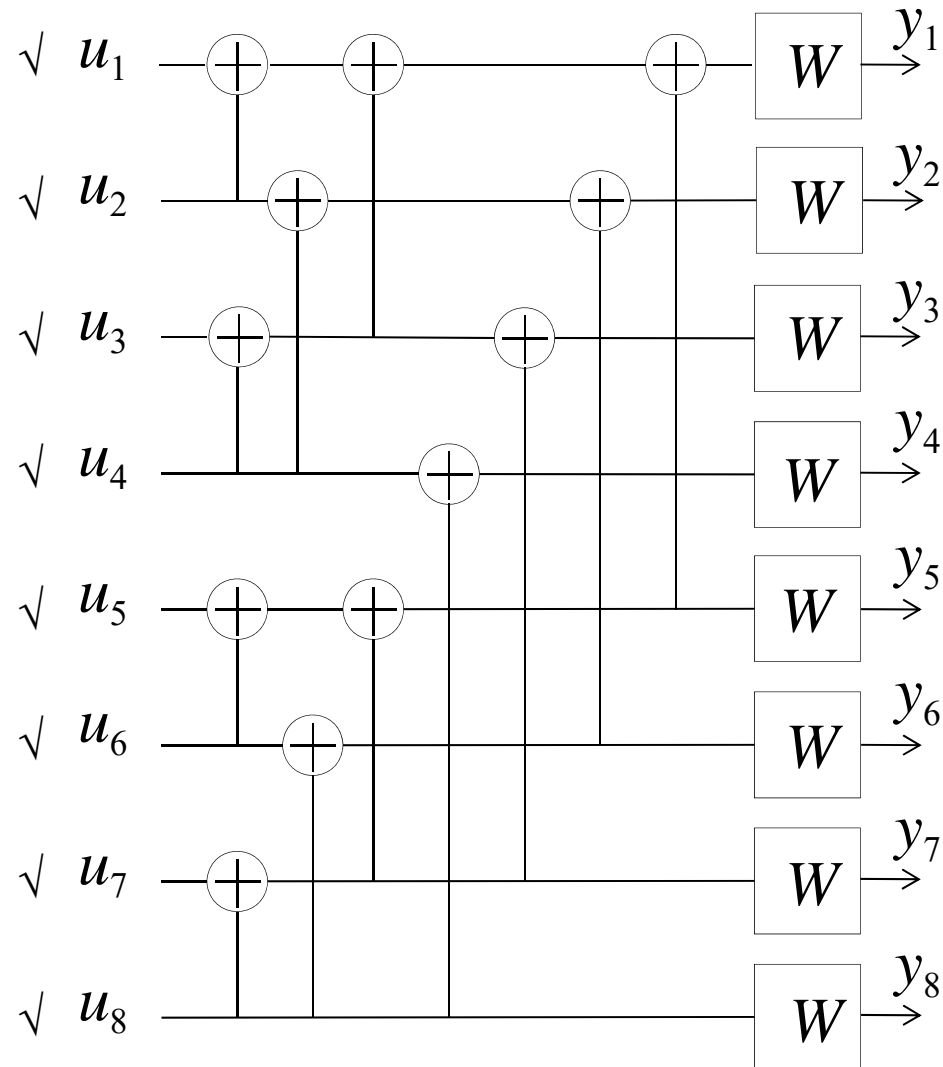 √ u₁ W y₁
√ u₂ W y₂
√ u₃ W y₃
√ u₄ W y₄
√ u₅ W y₅
√ u₆ W y₆
√ u₇ W y₇
√ u₈ W y₈